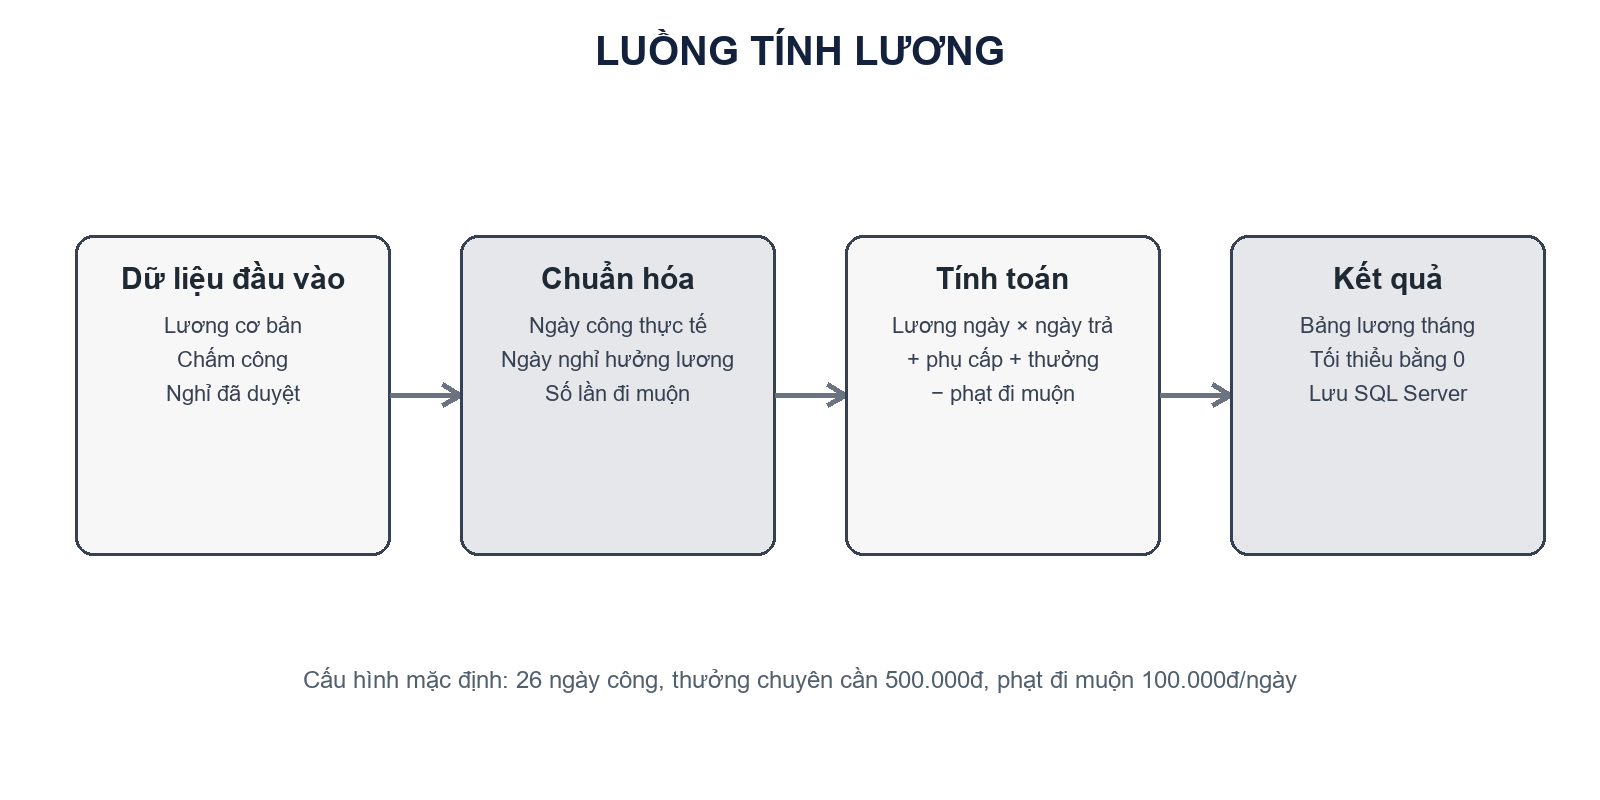 LUỒNG TÍNH LƯƠNG
Dữ liệu đầu vào
Lương cơ bản
Chấm công
Nghỉ đã duyệt
Chuẩn hóa
Ngày công thực tế
Ngày nghỉ hưởng lương
Số lần đi muộn
Tính toán
Lương ngày × ngày trả
+ phụ cấp + thưởng
− phạt đi muộn
Kết quả
Bảng lương tháng
Tối thiểu bằng 0
Lưu SQL Server
Cấu hình mặc định: 26 ngày công, thưởng chuyên cần 500.000đ, phạt đi muộn 100.000đ/ngày